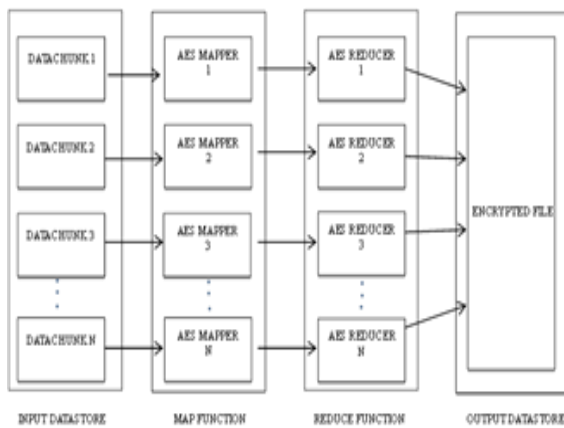 DATACHUNK 1
AES MAPPER
1
AES REDUCER
1
DATACHUNK 2
AES MAPPER
2
AES REDUCER
2
ENCRYPTED FILE
DATACHUNK 3
AES MAPPER
3
AES REDUCER
3
DATACHUNK N
AES MAPPER
N
AES REDUCER
N
INPUT DATASTORE
MAP FUNCTION
REDUCE FUNCTION
OUTPUT DATASTORE